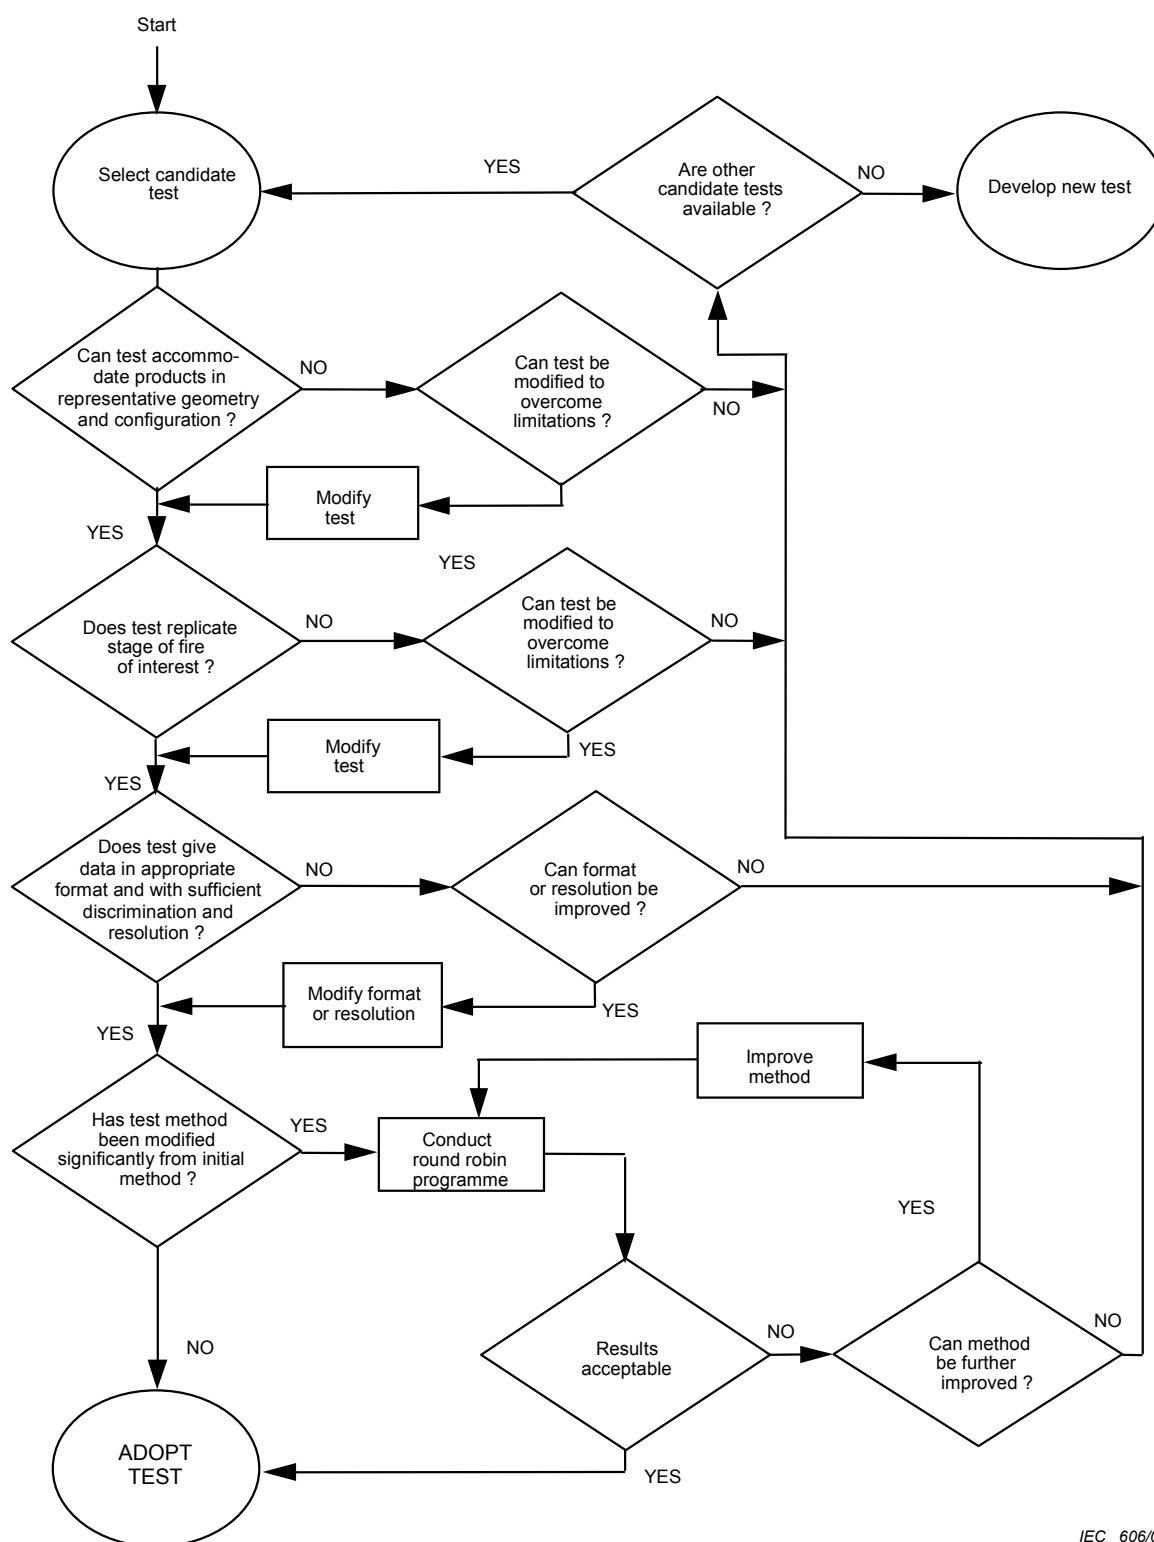 Start
Select candidate
test
YES
Are other
candidate tests
available ?
NO
Develop new test
Can test accommo-
date products in
representative geometry
and configuration ?
NO
Can test be
modified to
overcome
limitations ?
NO
Modify
test
YES
YES
Does test replicate
stage of fire
of interest ?
NO
Can test be
modified to
overcome
limitations ?
NO
Modify
test
YES
YES
Does test give
data in appropriate
format and with sufficient
discrimination and
resolution ?
NO
Can format
or resolution be
improved ?
NO
Modify format
or resolution
YES
YES
Improve
method
Has test method
been modified
significantly from initial
method ?
YES
Conduct
round robin
programme
YES
Results
acceptable
NO
Can method
be further
improved ?
NO
NO
ADOPT
TEST
YES
IEC 606/0